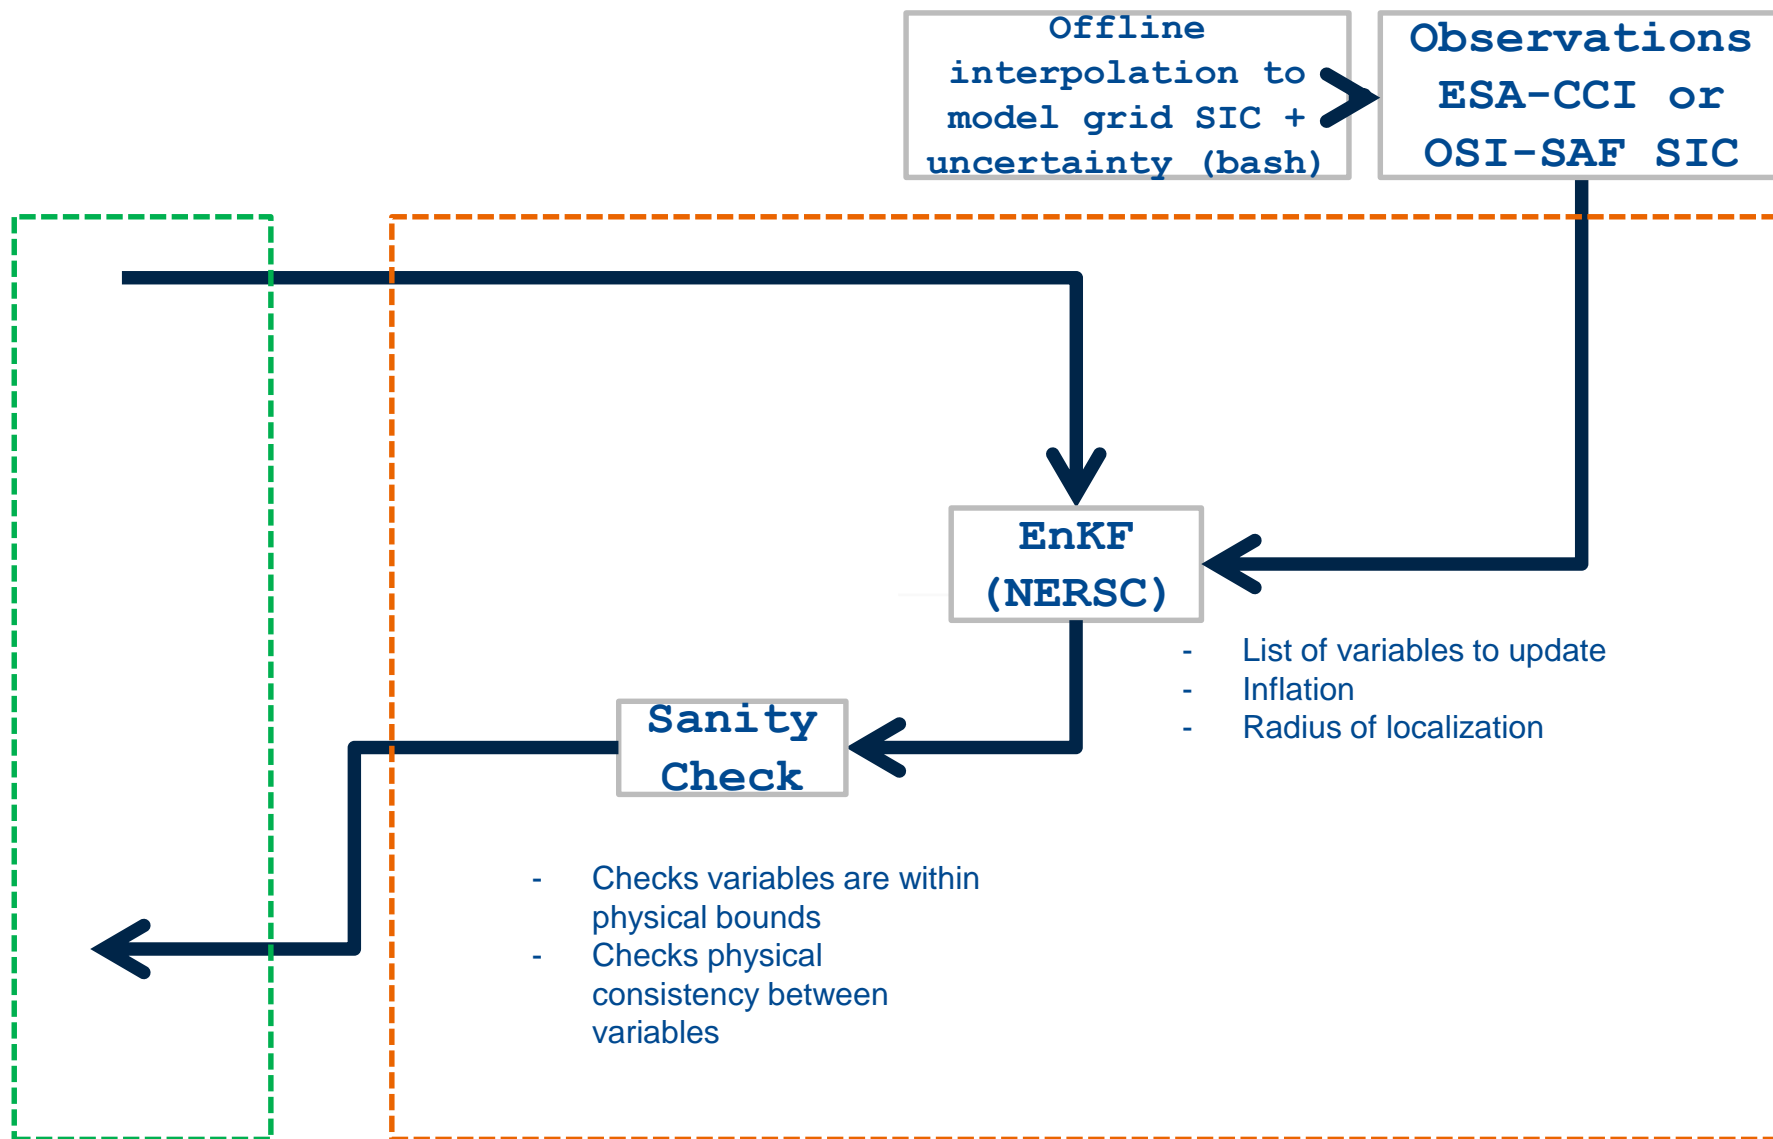 Offline
interpolation to
model grid SIC +
uncertainty (bash)
Observations
ESA-CCI or
OSI-SAF SIC
EnKF
(NERSC)
- List of variables to update
- Inflation
- Radius of localization
Sanity
Check
- Checks variables are within
physical bounds
- Checks physical
consistency between
variables